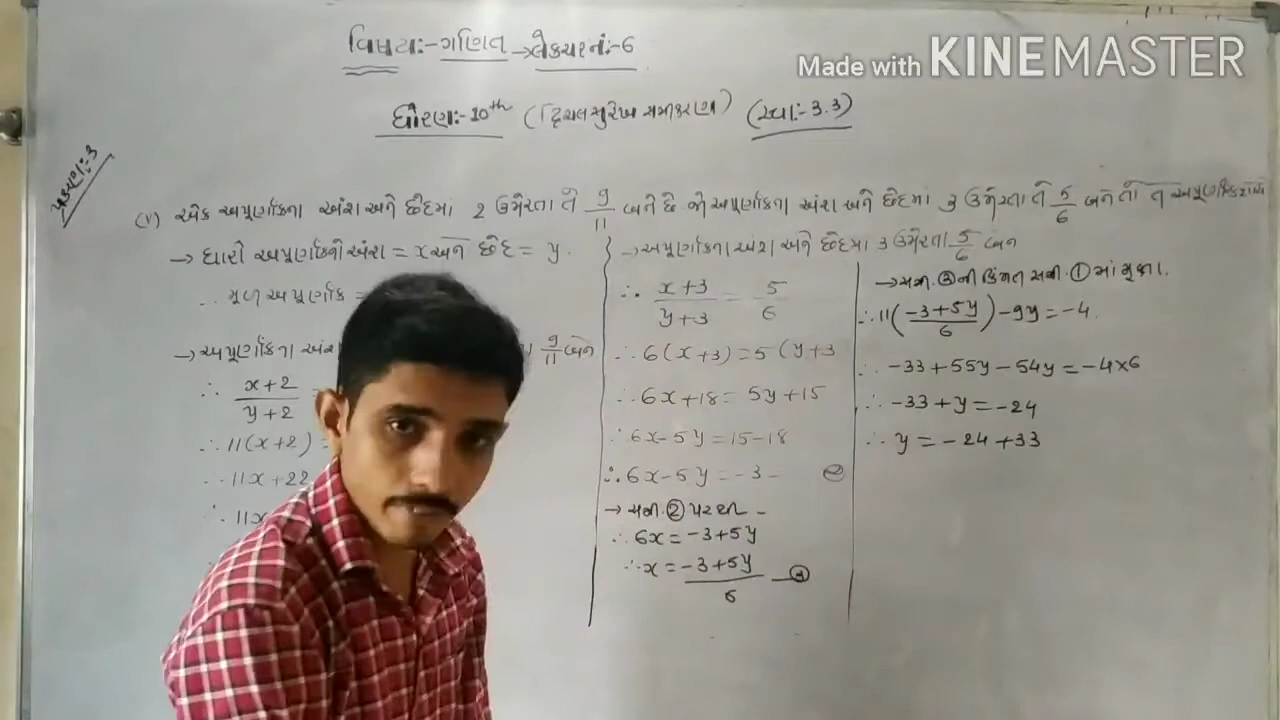 Made with KINEMASTER
વિષય:- ગણિત → લેકચર નં:-6
ધોરણ:- 10th (દ્વિચલ સુરેખ સમીકરણ) (સ્વા:- 3.3)
પ્રકરણ:3
એક અપૂર્ણાંકના અંશ અને છેદમાં 2 ઉમેરતા તે 9/11 બને છે જો અપૂર્ણાંકના અંશ અને છેદમાં 3 ઉમેરતા તે 5/6 બને તો તે અપૂર્ણાંક
→ ધારો અપૂર્ણાંકનો અંશ = x અને છેદ = y.
∴ મૂળ અપૂર્ણાંક =
→ અપૂર્ણાંકના અંશ 9/11 બને
∴ x+2 / y+2
∴ 11(x+2) =
∴ 11x+22
∴ 11x
→ અપૂર્ણાંકના અંશ અને છેદમાં 3 ઉમેરતા 5/6 બને
∴ x+3 / y+3 = 5/6
∴ 6(x+3) = 5(y+3
∴ 6x+18 = 5y+15
∴ 6x-5y = 15-18
∴ 6x-5y = -3 - ②
→ સમી. ② પરથી -
∴ 6x = -3+5y
∴ x = -3+5y / 6 — ③
→ સમી. ③ની કિંમત સમી. ① માં મૂકતા.
∴ 11(-3+5y / 6) - 9y = -4
∴ -33+55y-54y = -4×6
∴ -33+y = -24
∴ y = -24+33